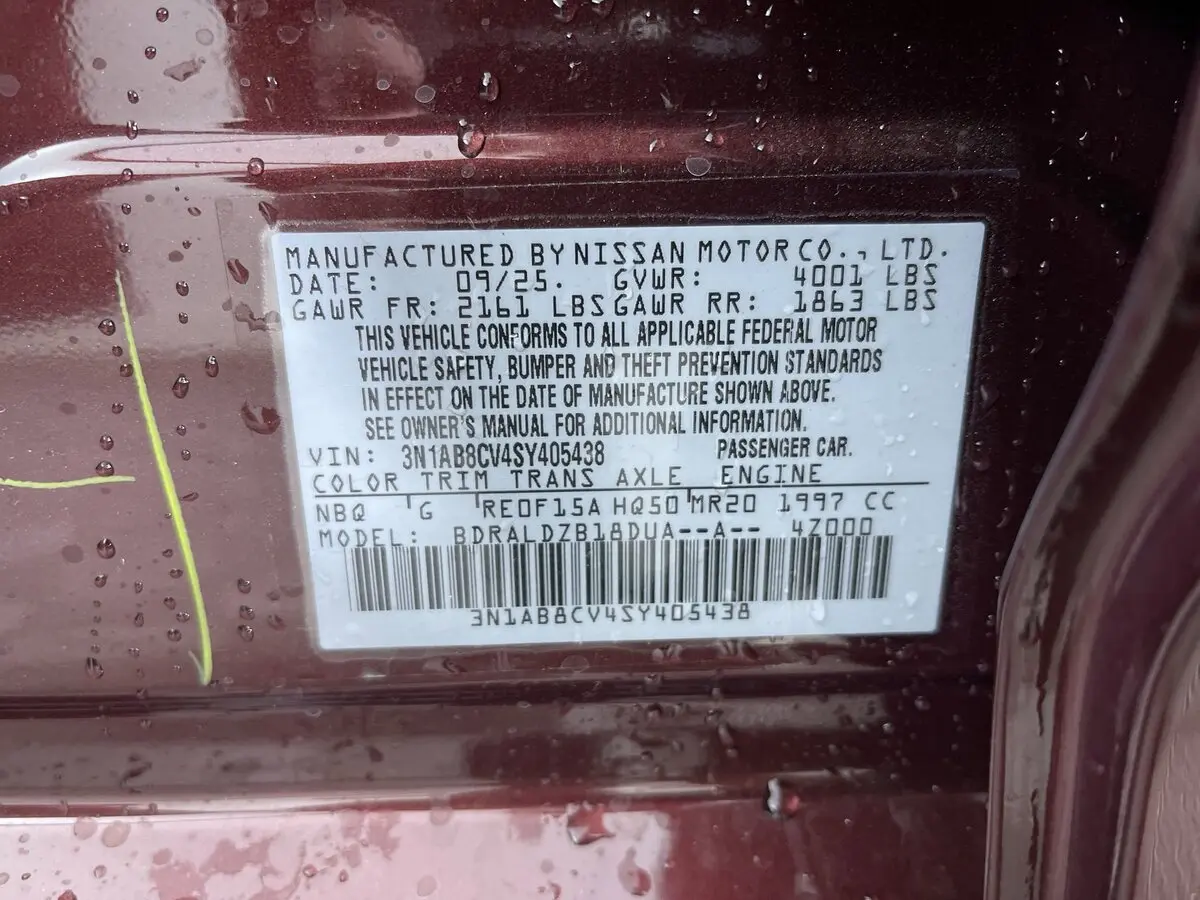 MANUFACTURED BY NISSAN MOTOR CO., LTD.
DATE: 09/25. GVWR: 4001 LBS
GAWR FR: 2161 LBS GAWR RR: 1863 LBS
THIS VEHICLE CONFORMS TO ALL APPLICABLE FEDERAL MOTOR
VEHICLE SAFETY, BUMPER AND THEFT PREVENTION STANDARDS
IN EFFECT ON THE DATE OF MANUFACTURE SHOWN ABOVE.
SEE OWNER'S MANUAL FOR ADDITIONAL INFORMATION.
VIN: 3N1AB8CV4SY405438 PASSENGER CAR.
COLOR TRIM TRANS AXLE ENGINE
NBQ G RE0F15A HQ50 MR20 1997 CC
MODEL: BDRALDZB18DUA--A-- 4Z000
3N1AB8CV4SY405438